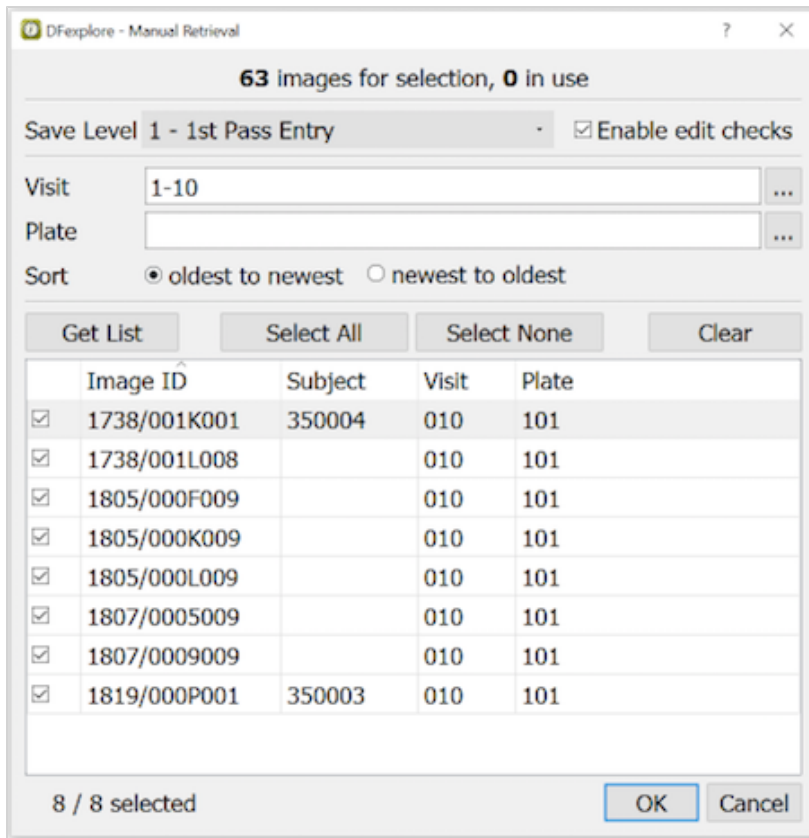 DFexplore - Manual Retrieval ? ×
63 images for selection, 0 in use
Save Level 1 - 1st Pass Entry Enable edit checks
Visit 1-10 ...
Plate ...
Sort oldest to newest newest to oldest
Get List Select All Select None Clear
Image ID Subject Visit Plate
1738/001K001 350004 010 101
1738/001L008 010 101
1805/000F009 010 101
1805/000K009 010 101
1805/000L009 010 101
1807/0005009 010 101
1807/0009009 010 101
1819/000P001 350003 010 101
8 / 8 selected OK Cancel